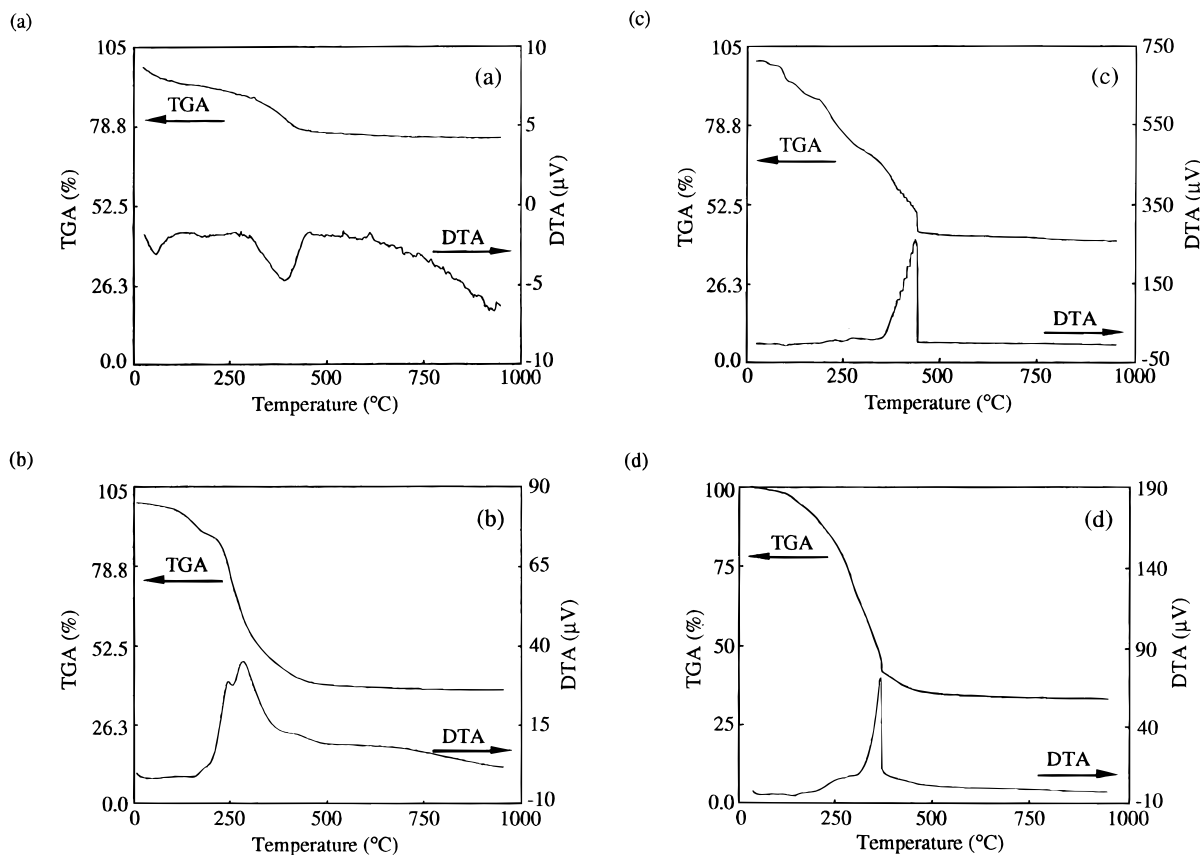 (a)
105
78.8
52.5
26.3
0.0
TGA (%)
10
5
0
-5
-10
DTA (µV)
(a)
TGA
DTA
0
250
500
750
1000
Temperature (°C)
(c)
105
78.8
52.5
26.3
0.0
TGA (%)
750
550
350
150
-50
DTA (µV)
(c)
TGA
DTA
0
250
500
750
1000
Temperature (°C)
(b)
105
78.8
52.5
26.3
0.0
TGA (%)
90
65
40
15
-10
DTA (µV)
(b)
TGA
DTA
0
250
500
750
1000
Temperature (°C)
(d)
100
75
50
25
0.0
TGA (%)
190
140
90
40
-10
DTA (µV)
(d)
TGA
DTA
0
250
500
750
1000
Temperature (°C)